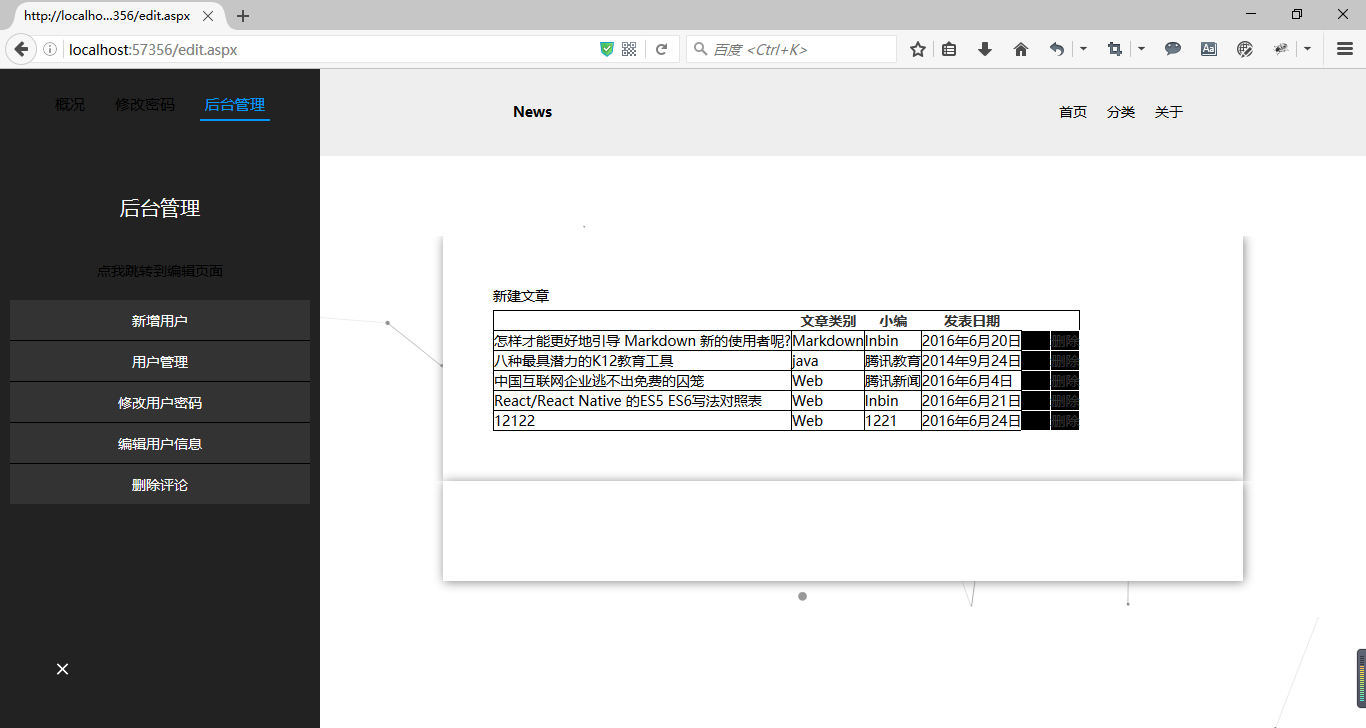 http://localho...356/edit.aspx
localhost:57356/edit.aspx
百度 <Ctrl+K>
概况 修改密码 后台管理
后台管理
点我跳转到编辑页面
新增用户
用户管理
修改用户密码
编辑用户信息
删除评论
News 首页 分类 关于
新建文章
文章类别 小编 发表日期
怎样才能更好地引导 Markdown 新的使用者呢? Markdown Inbin 2016年6月20日 删除
八种最具潜力的K12教育工具 java 腾讯教育 2014年9月24日 删除
中国互联网企业逃不出免费的囚笼 Web 腾讯新闻 2016年6月4日 删除
React/React Native 的ES5 ES6写法对照表 Web Inbin 2016年6月21日 删除
12122 Web 1221 2016年6月24日 删除